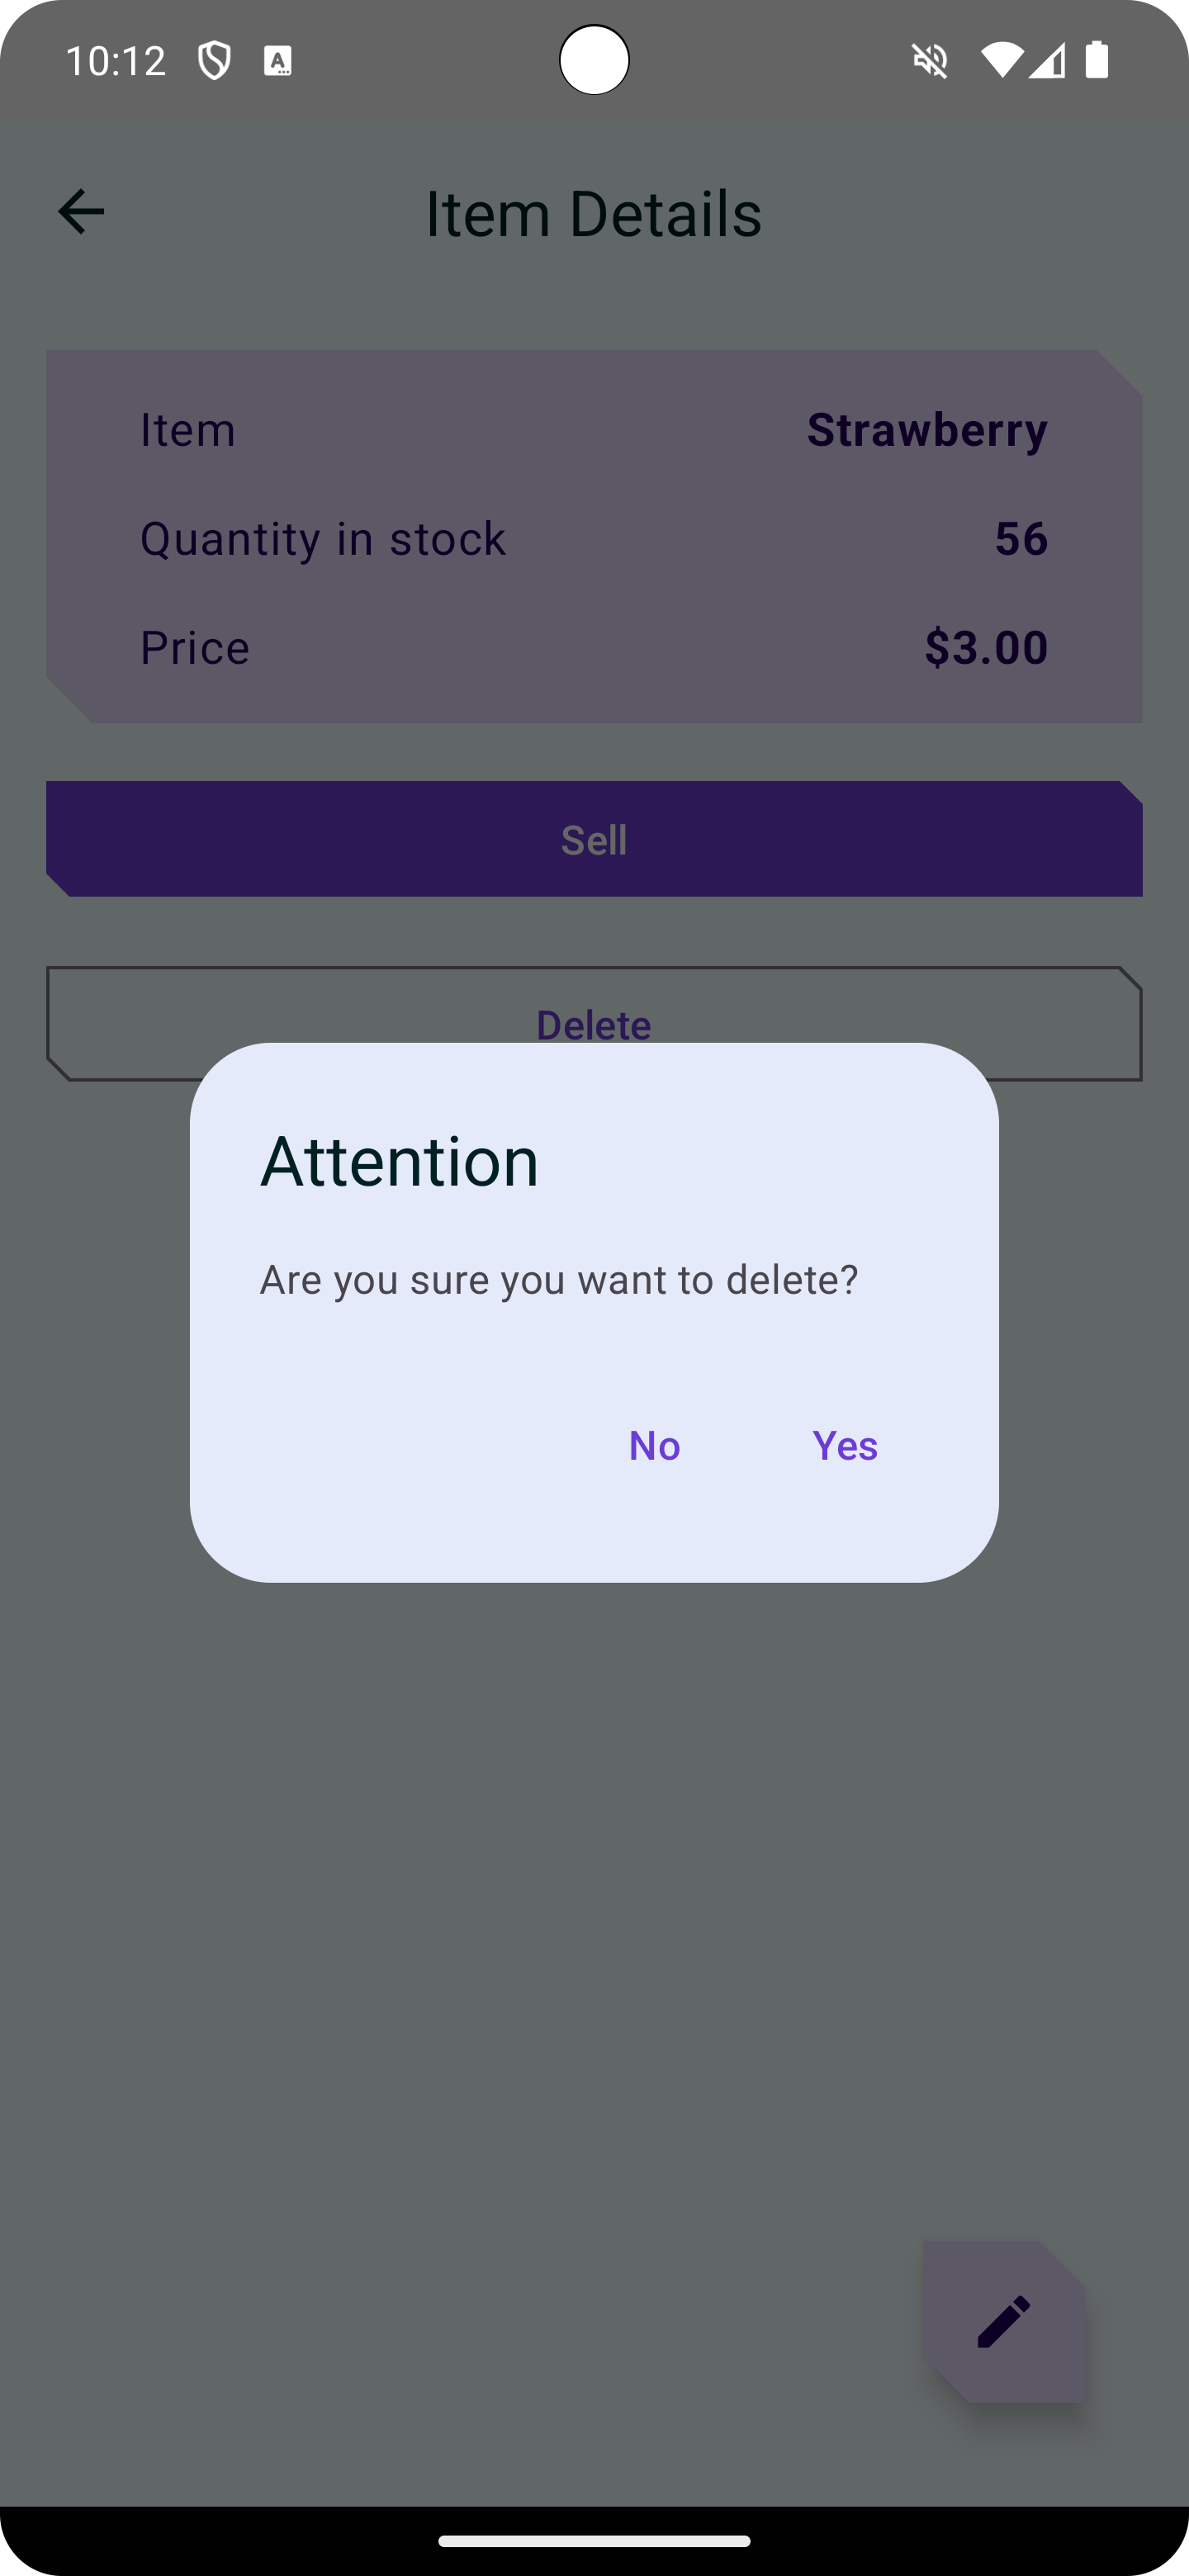 10:12
Item Details
Item Strawberry
Quantity in stock 56
Price $3.00
Sell
Delete
Attention
Are you sure you want to delete?
No Yes